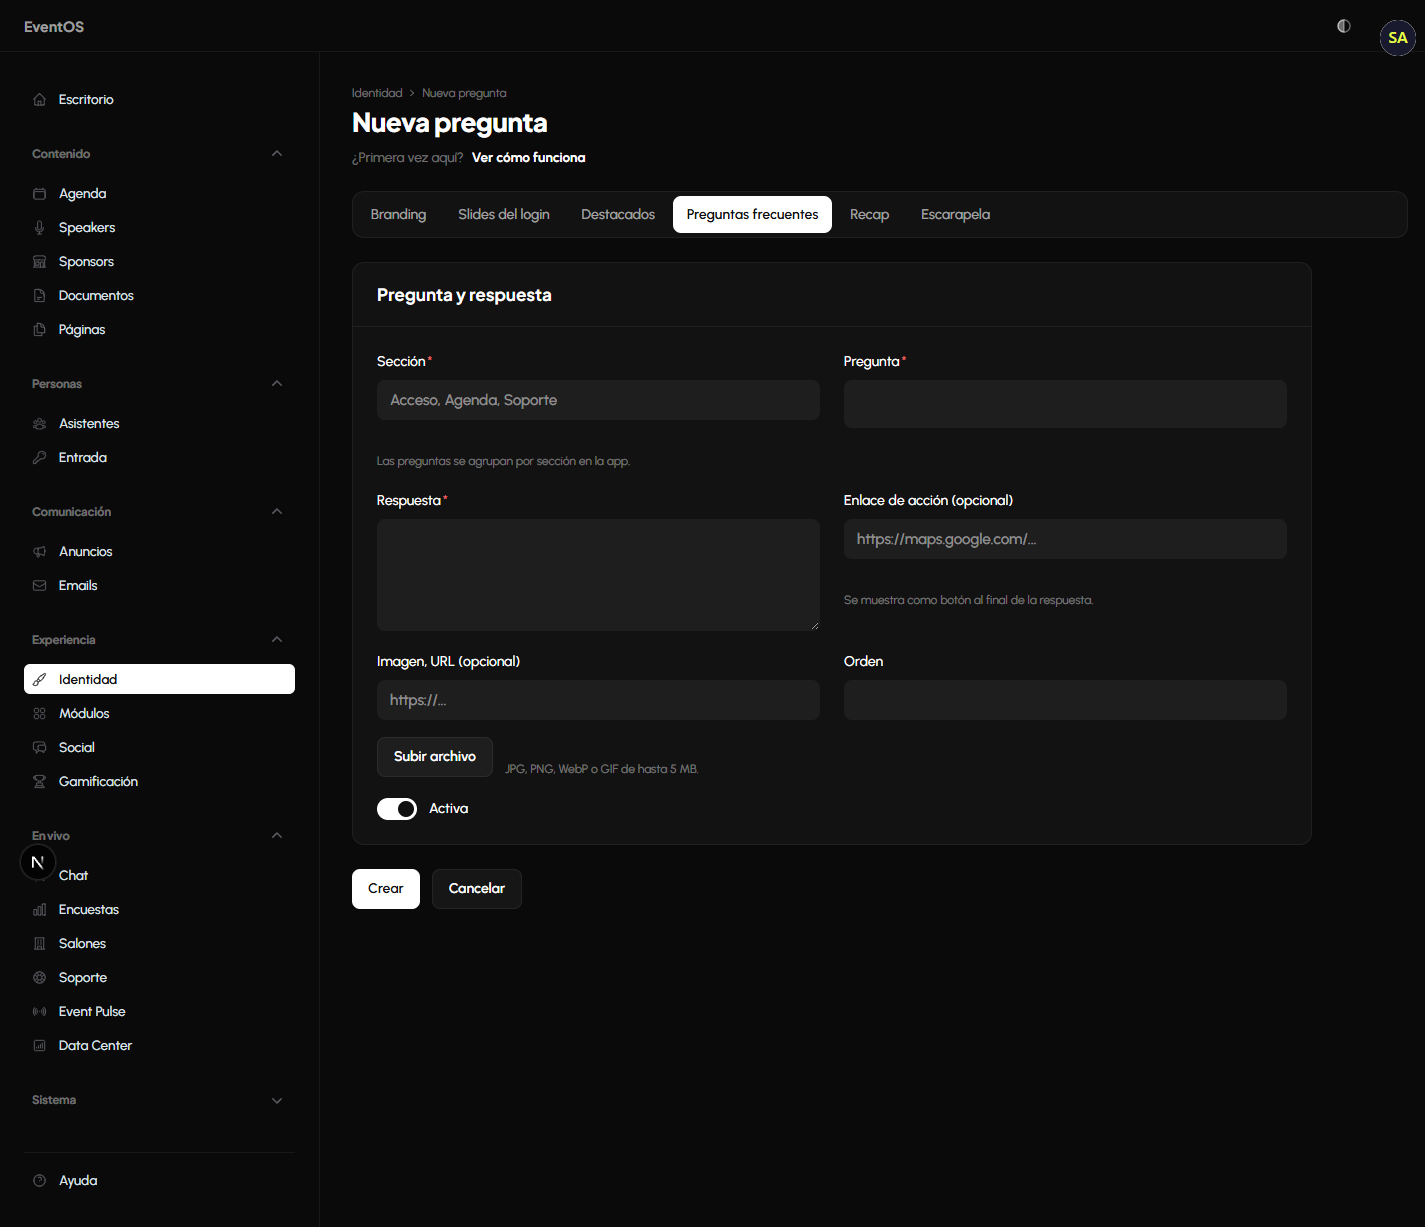 EventOS
SA
Escritorio
Contenido
Agenda
Speakers
Sponsors
Documentos
Páginas
Personas
Asistentes
Entrada
Comunicación
Anuncios
Emails
Experiencia
Identidad
Módulos
Social
Gamificación
En vivo
N
Chat
Encuestas
Salones
Soporte
Event Pulse
Data Center
Sistema
Ayuda
Identidad > Nueva pregunta
Nueva pregunta
¿Primera vez aquí? Ver cómo funciona
Branding Slides del login Destacados Preguntas frecuentes Recap Escarapela
Pregunta y respuesta
Sección* Pregunta*
Acceso, Agenda, Soporte
Las preguntas se agrupan por sección en la app.
Respuesta* Enlace de acción (opcional)
https://maps.google.com/...
Se muestra como botón al final de la respuesta.
Imagen, URL (opcional) Orden
https://...
Subir archivo JPG, PNG, WebP o GIF de hasta 5 MB.
Activa
Crear Cancelar